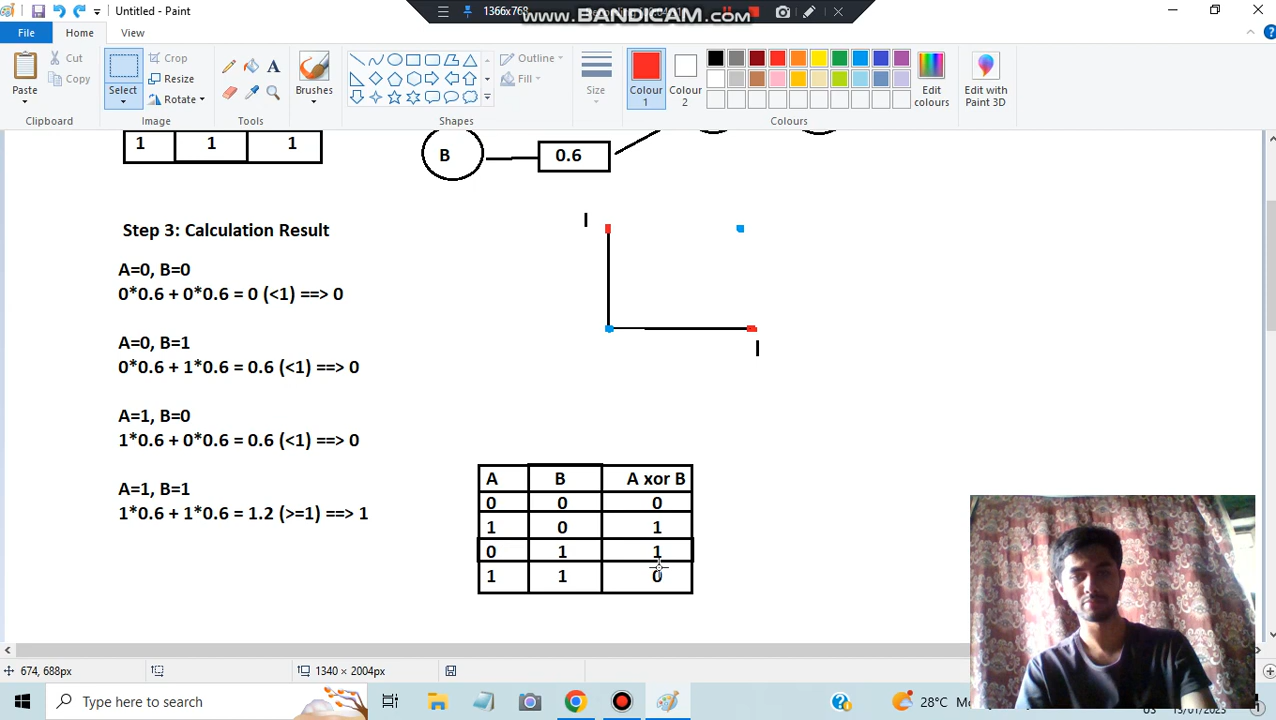 Untitled - Paint
1366x768
www.BANDICAM.com
File
Home
View
Paste
Cut
Copy
Clipboard
Select
Crop
Resize
Rotate
Image
A
Tools
Brushes
Outline
Fill
Shapes
Size
Colour 1
Colour 2
Edit colours
Colours
Edit with Paint 3D
1 1 1
B
0.6
Step 3: Calculation Result
A=0, B=0
0*0.6 + 0*0.6 = 0 (<1) ==> 0
A=0, B=1
0*0.6 + 1*0.6 = 0.6 (<1) ==> 0
A=1, B=0
1*0.6 + 0*0.6 = 0.6 (<1) ==> 0
A=1, B=1
1*0.6 + 1*0.6 = 1.2 (>=1) ==> 1
A B A xor B
0 0 0
1 0 1
0 1 1
1 1 0
674, 688px
1340 × 2004px
Type here to search
28°C
13/01/2023